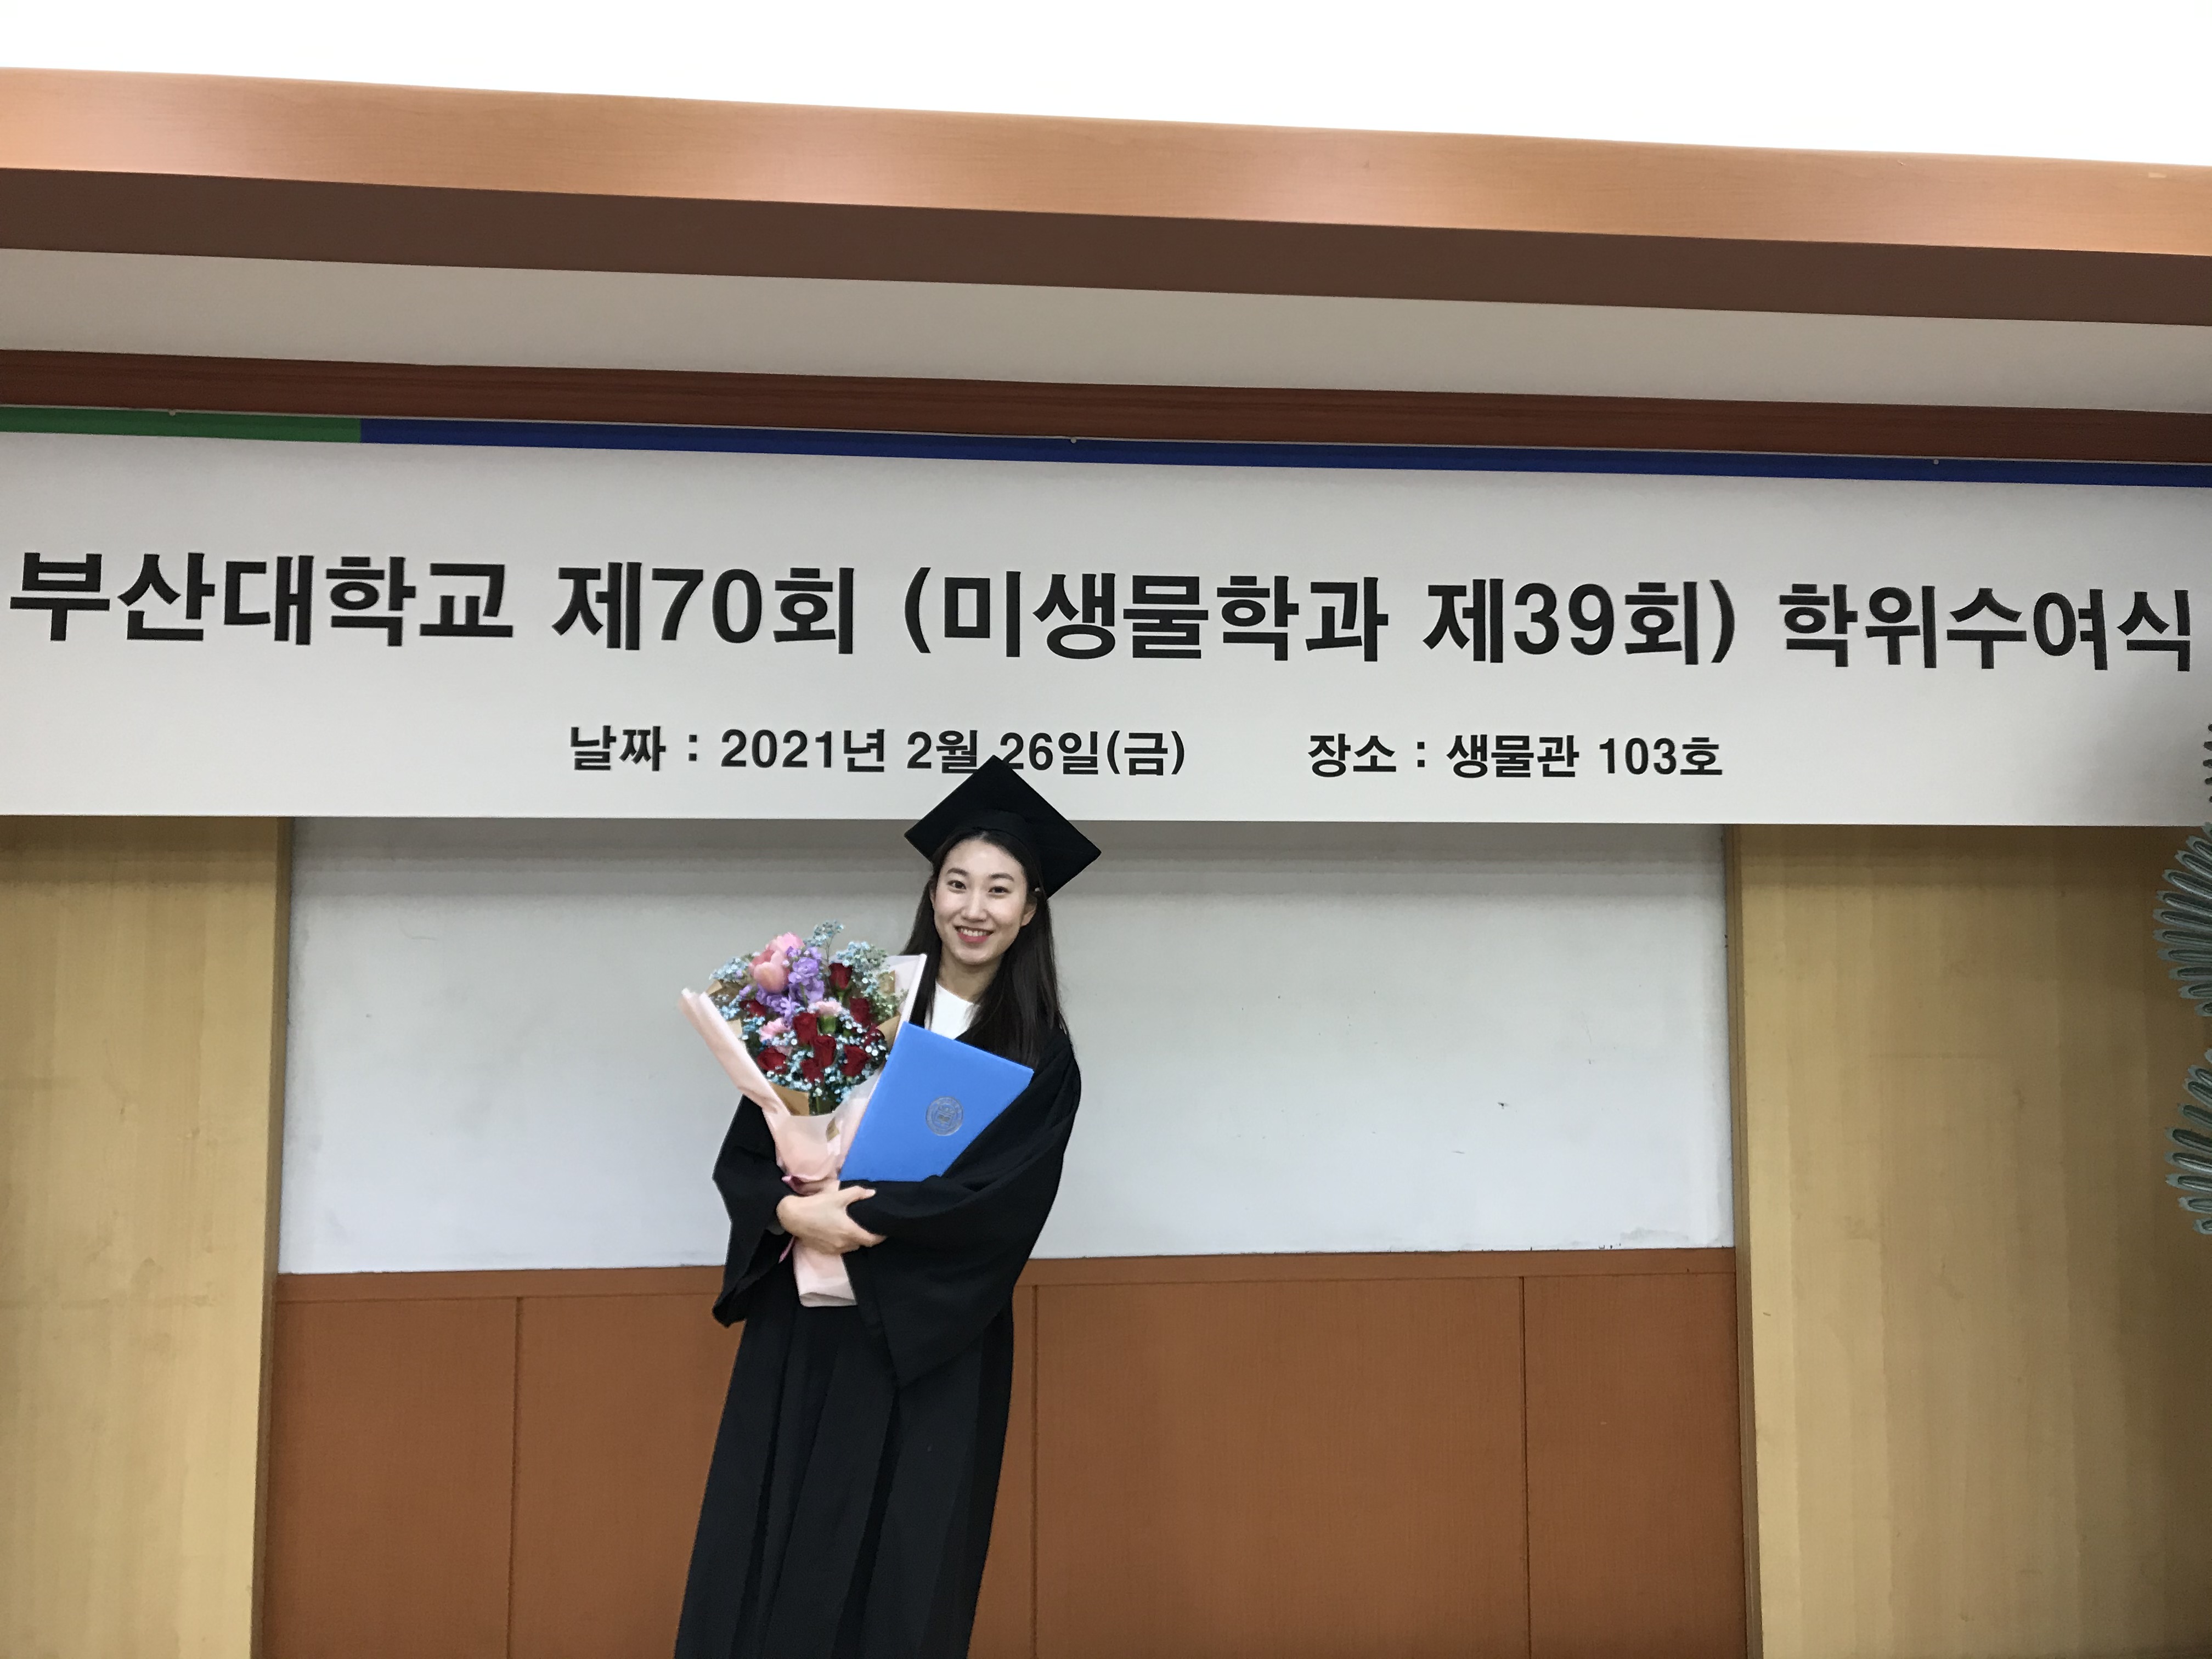 부산대학교 제70회 (미생물학과 제39회) 학위수여식
날짜 : 2021년 2월 26일(금) 장소 : 생물관 103호